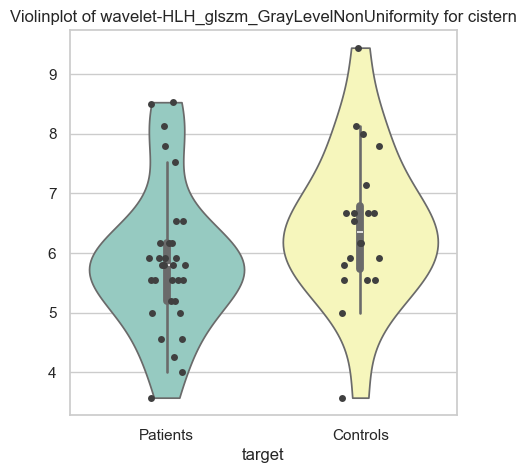 Violinplot of wavelet-HLH_glszm_GrayLevelNonUniformity for cistern
9
8
7
6
5
4
Patients
Controls
target